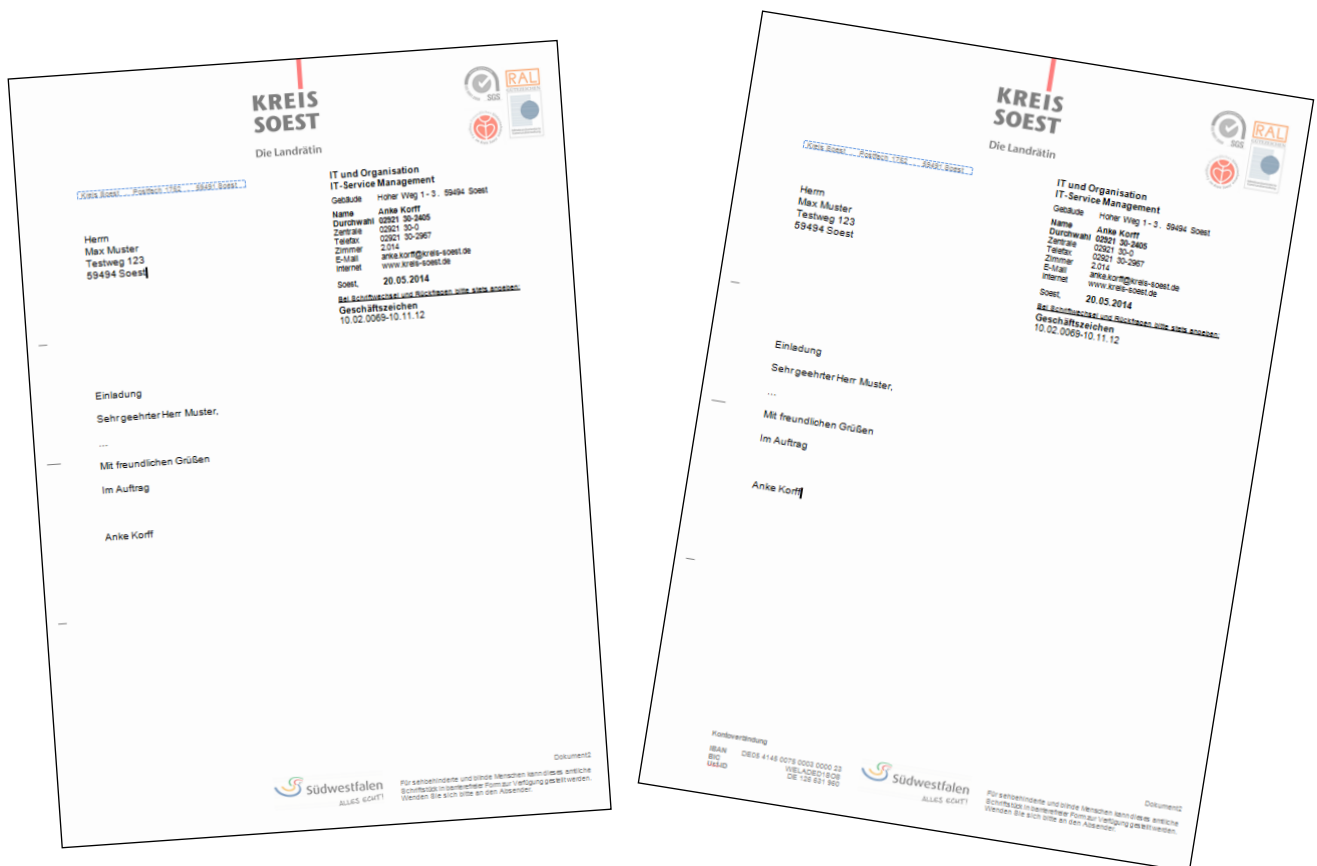 KREIS
SOEST
Die Landrätin
SGS
RAL
Kreis Soest Postfach 1752 59491 Soest
Herrn
Max Muster
Testweg 123
59494 Soest
IT und Organisation
IT-Service Management
Gebäude Hoher Weg 1 - 3 . 59494 Soest
Name Anke Korff
Durchwahl 02921 30-2405
Zentrale 02921 30-0
Telefax 02921 30-2967
Zimmer 2.014
E-Mail anke.korff@kreis-soest.de
Internet www.kreis-soest.de
Soest, 20.05.2014
Bei Schriftwechsel und Rückfragen bitte stets angeben:
Geschäftszeichen
10.02.0069-10.11.12
Einladung
Sehr geehrter Herr Muster,
...
Mit freundlichen Grüßen
Im Auftrag
Anke Korff
Dokument2
Südwestfalen
ALLES ECHT!
Für sehbehinderte und blinde Menschen kann dieses amtliche
Schriftstück in barrierefreier Form zur Verfügung gestellt werden.
Wenden Sie sich bitte an den Absender.
KREIS
SOEST
Die Landrätin
SGS
RAL
Kreis Soest Postfach 1752 59491 Soest
Herrn
Max Muster
Testweg 123
59494 Soest
IT und Organisation
IT-Service Management
Gebäude Hoher Weg 1 - 3 . 59494 Soest
Name Anke Korff
Durchwahl 02921 30-2405
Zentrale 02921 30-0
Telefax 02921 30-2967
Zimmer 2.014
E-Mail anke.korff@kreis-soest.de
Internet www.kreis-soest.de
Soest, 20.05.2014
Bei Schriftwechsel und Rückfragen bitte stets angeben:
Geschäftszeichen
10.02.0069-10.11.12
Einladung
Sehr geehrter Herr Muster,
...
Mit freundlichen Grüßen
Im Auftrag
Anke Korff
Kontoverbindung
IBAN DE05 4145 0075 0003 0000 23
BIC WELADED1SOB
UstID DE 126 631 960
Südwestfalen
ALLES ECHT!
Dokument2
Für sehbehinderte und blinde Menschen kann dieses amtliche
Schriftstück in barrierefreier Form zur Verfügung gestellt werden.
Wenden Sie sich bitte an den Absender.